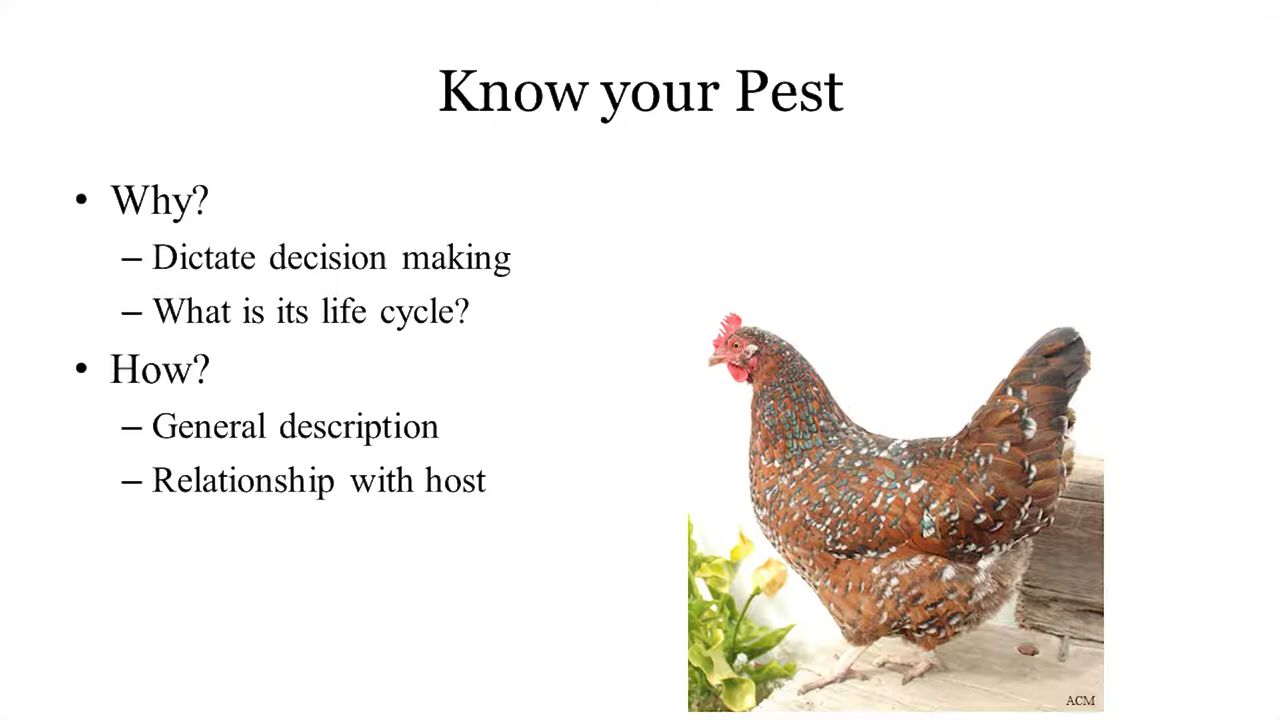 Know your Pest
• Why?
– Dictate decision making
– What is its life cycle?
• How?
– General description
– Relationship with host
ACM